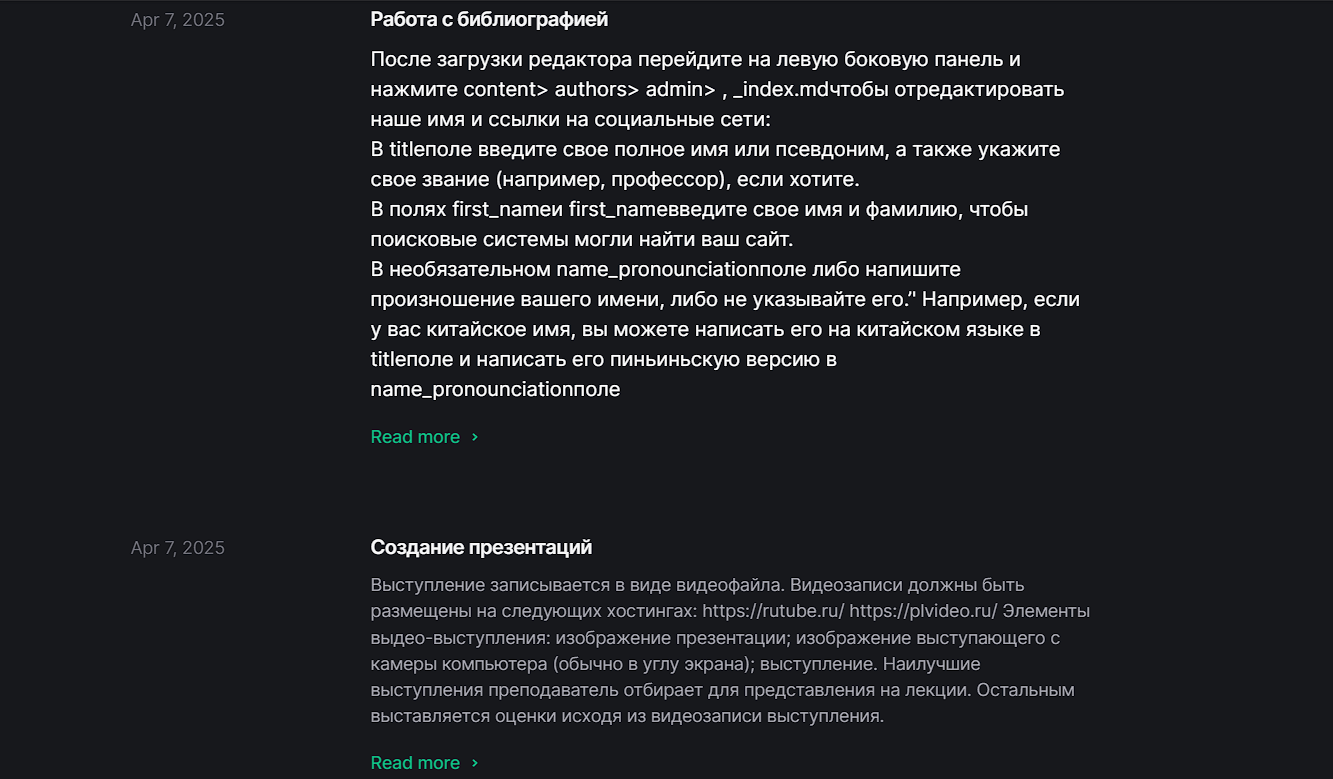 Apr 7, 2025
Работа с библиографией
После загрузки редактора перейдите на левую боковую панель и
нажмите content> authors> admin> , _index.mdчтобы отредактировать
наше имя и ссылки на социальные сети:
В titleполе введите свое полное имя или псевдоним, а также укажите
свое звание (например, профессор), если хотите.
В полях first_nameи first_nameвведите свое имя и фамилию, чтобы
поисковые системы могли найти ваш сайт.
В необязательном name_pronounciationполе либо напишите
произношение вашего имени, либо не указывайте его.” Например, если
у вас китайское имя, вы можете написать его на китайском языке в
titleполе и написать его пиньиньскую версию в
name_pronounciationполе
Read more ›
Apr 7, 2025
Создание презентаций
Выступление записывается в виде видеофайла. Видеозаписи должны быть
размещены на следующих хостингах: https://rutube.ru/ https://plvideo.ru/ Элементы
выдео-выступления: изображение презентации; изображение выступающего с
камеры компьютера (обычно в углу экрана); выступление. Наилучшие
выступления преподаватель отбирает для представления на лекции. Остальным
выставляется оценки исходя из видеозаписи выступления.
Read more ›